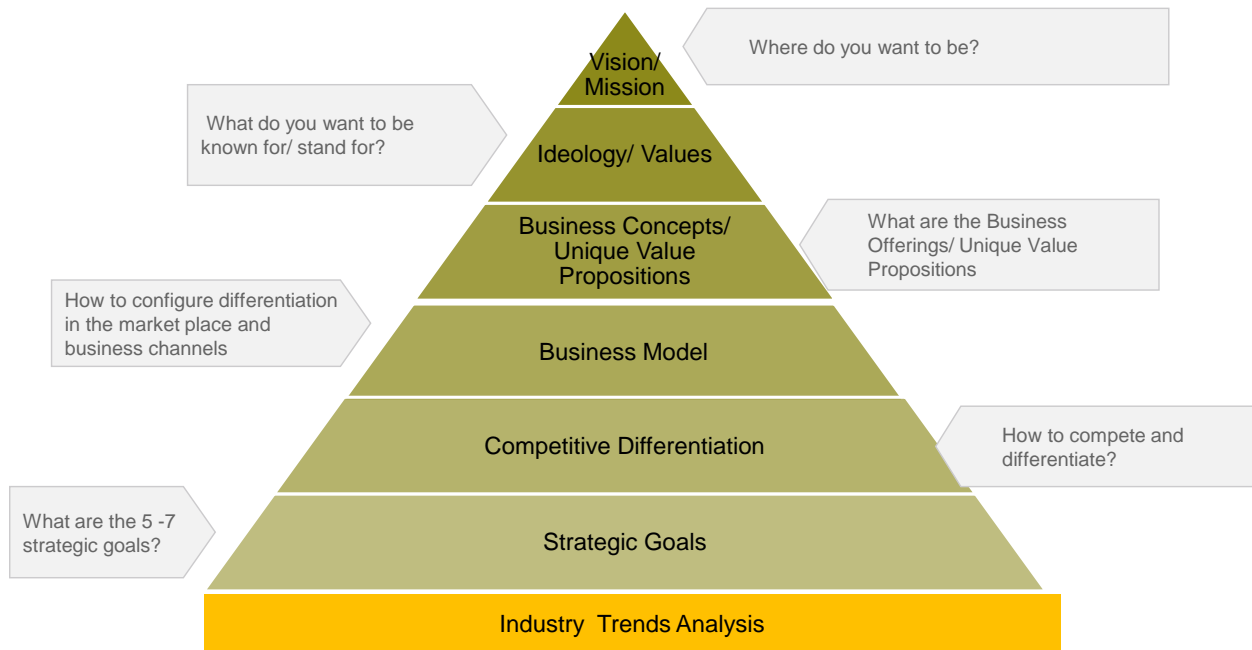 Where do you want to be?
Vision/
Mission
What do you want to be
known for/ stand for?
Ideology/ Values
Business Concepts/
Unique Value
Propositions
What are the Business
Offerings/ Unique Value
Propositions
How to configure differentiation
in the market place and
business channels
Business Model
Competitive Differentiation
How to compete and
differentiate?
What are the 5 -7
strategic goals?
Strategic Goals
Industry Trends Analysis